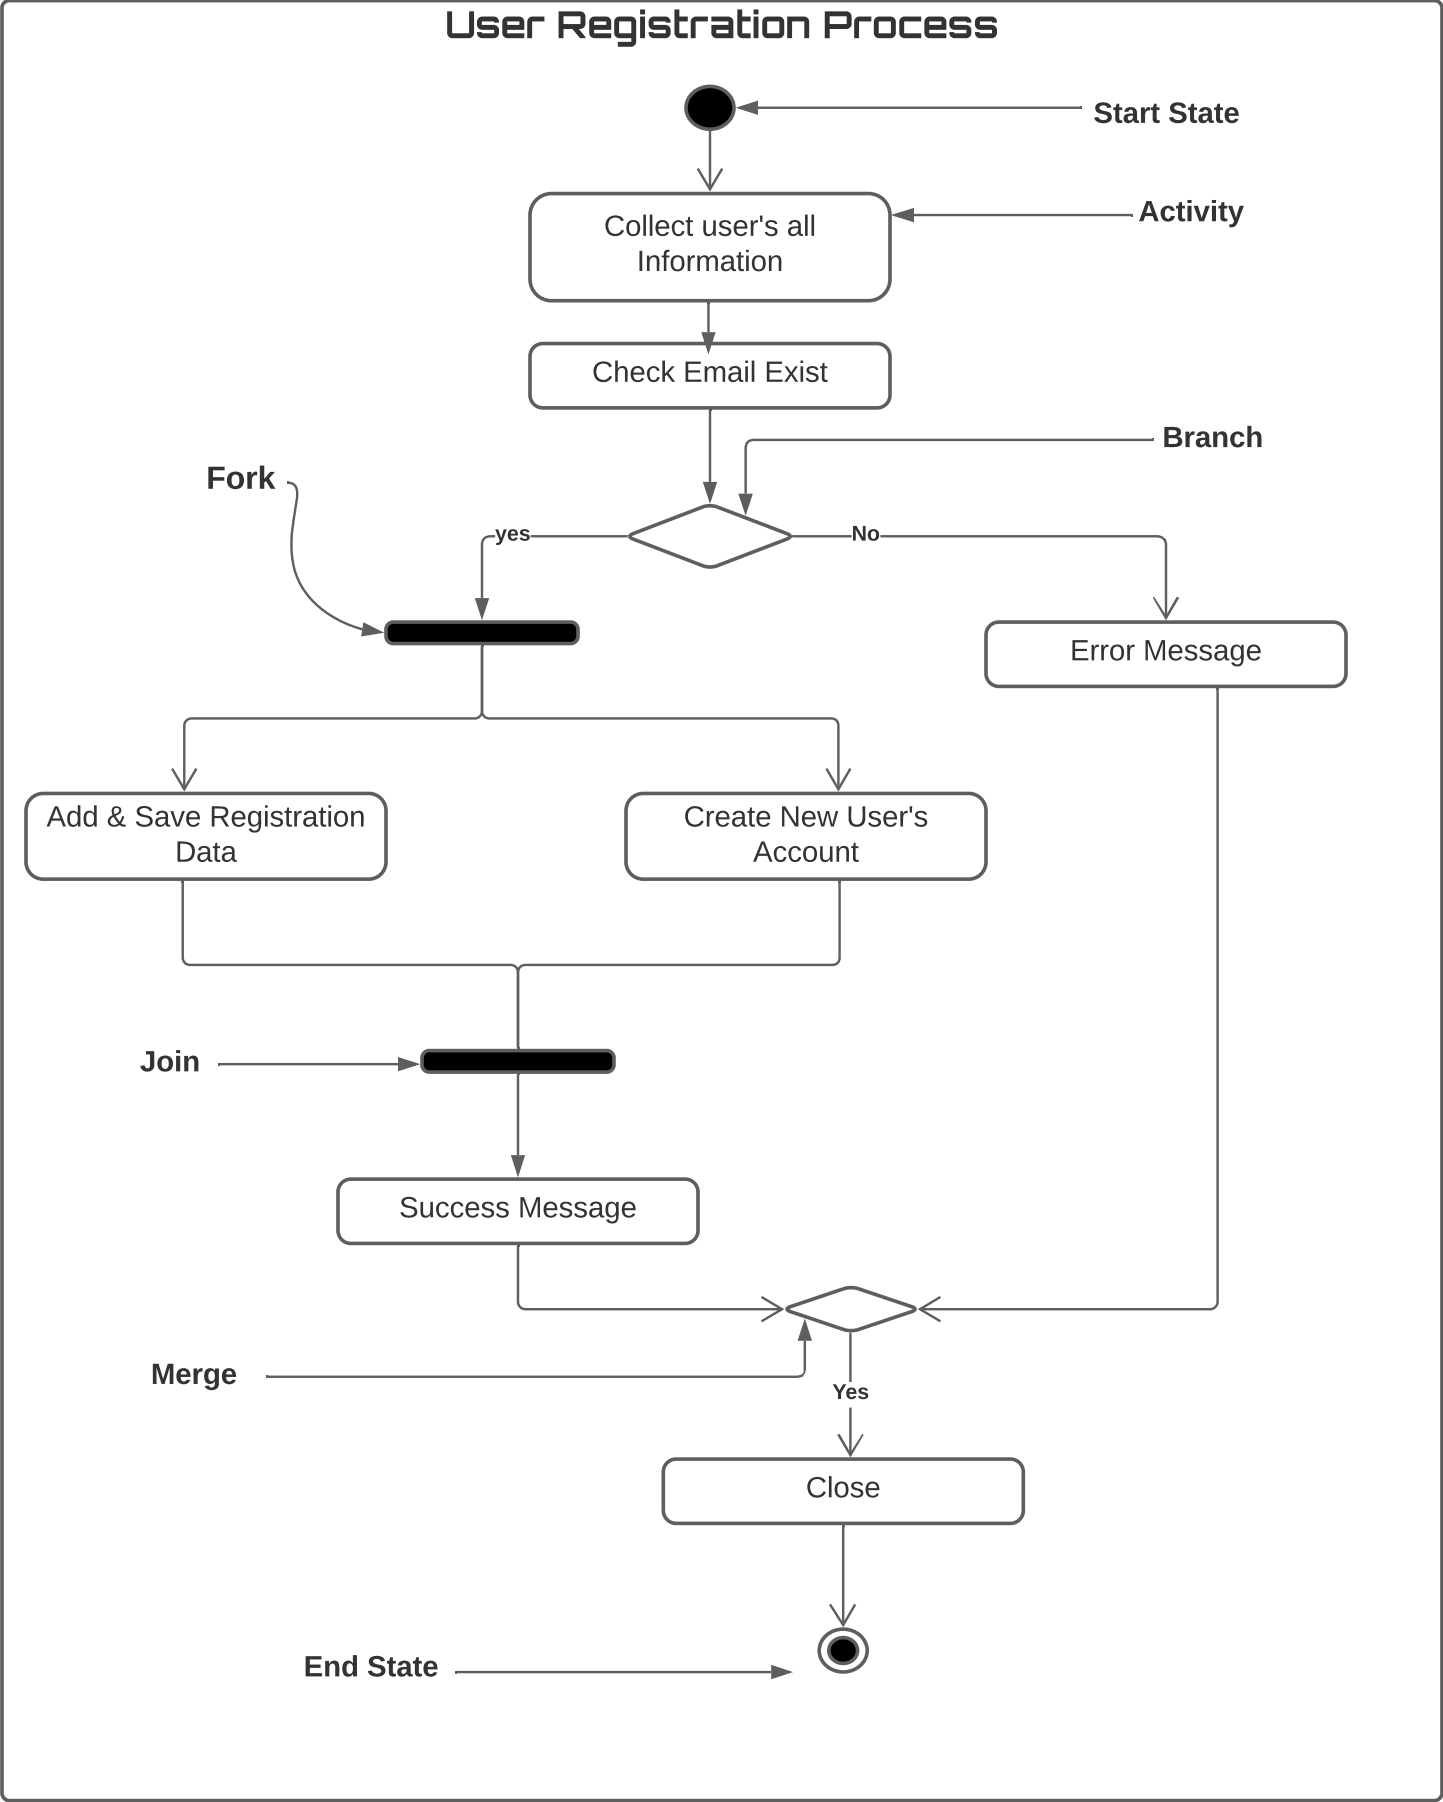 User Registration Process
Start State
Collect user's all
Information
Activity
Check Email Exist
Branch
Fork
yes
No
Error Message
Add & Save Registration
Data
Create New User's
Account
Join
Success Message
Merge
Yes
Close
End State